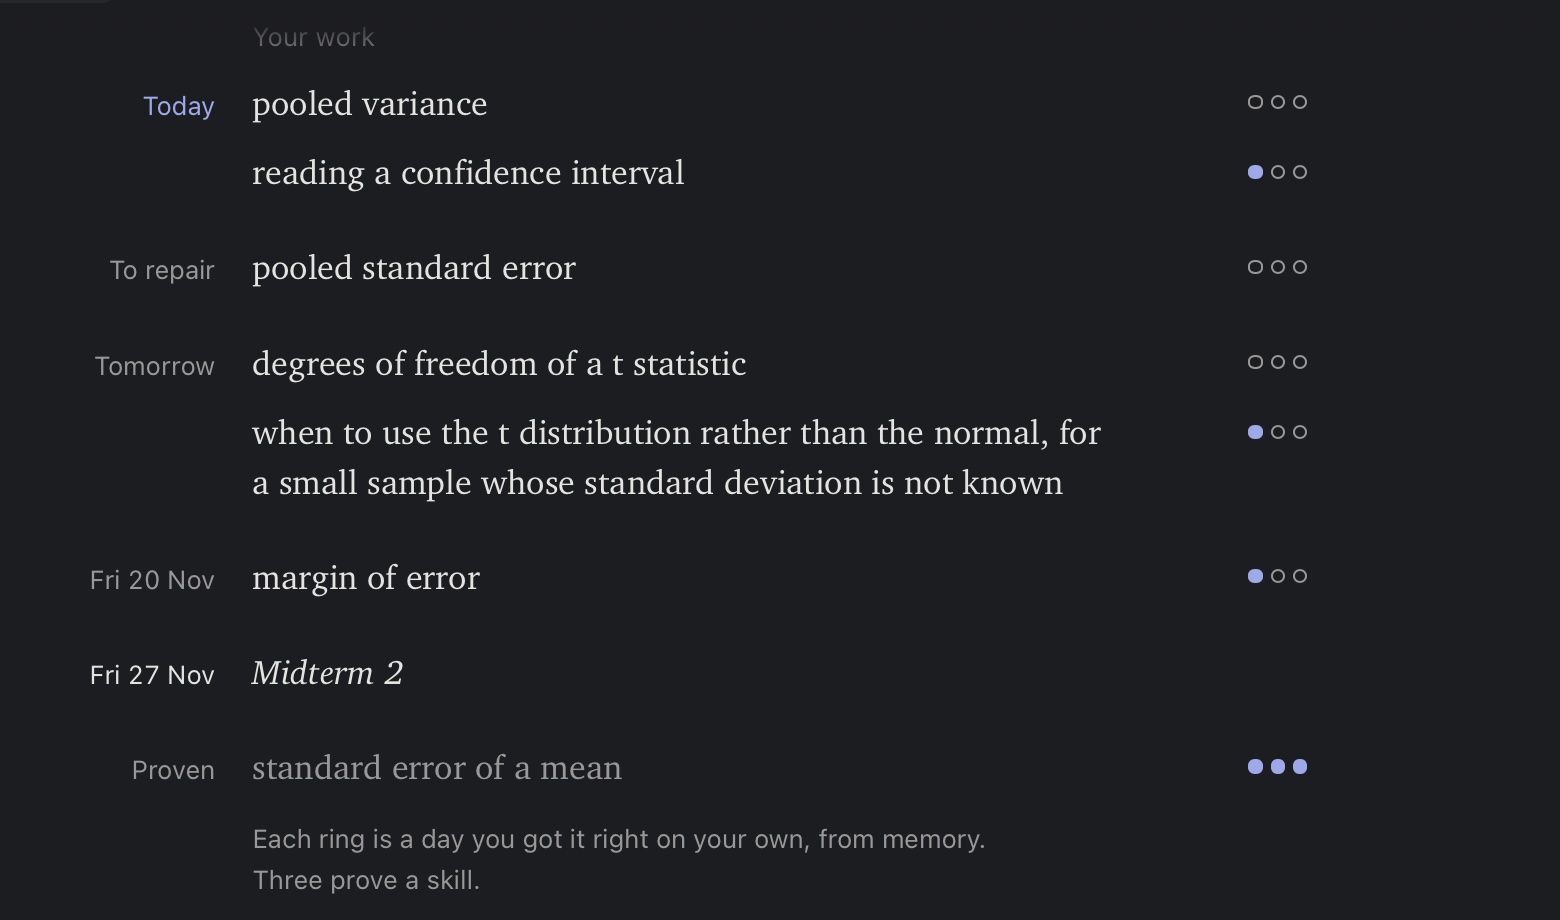 Your work
Today pooled variance
reading a confidence interval
To repair pooled standard error
Tomorrow degrees of freedom of a t statistic
when to use the t distribution rather than the normal, for
a small sample whose standard deviation is not known
Fri 20 Nov margin of error
Fri 27 Nov Midterm 2
Proven standard error of a mean
Each ring is a day you got it right on your own, from memory.
Three prove a skill.